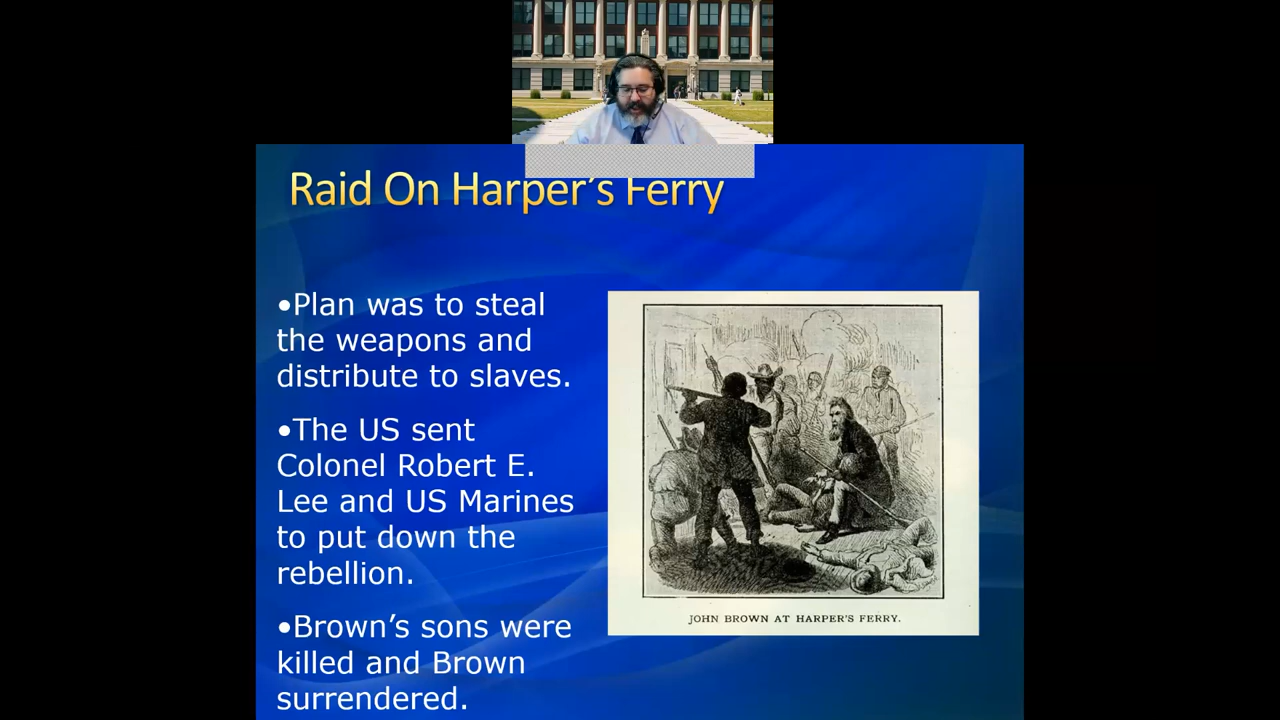 Raid On Harper's Ferry
•Plan was to steal
the weapons and
distribute to slaves.
•The US sent
Colonel Robert E.
Lee and US Marines
to put down the
rebellion.
•Brown’s sons were
killed and Brown
surrendered.
JOHN BROWN AT HARPER'S FERRY.